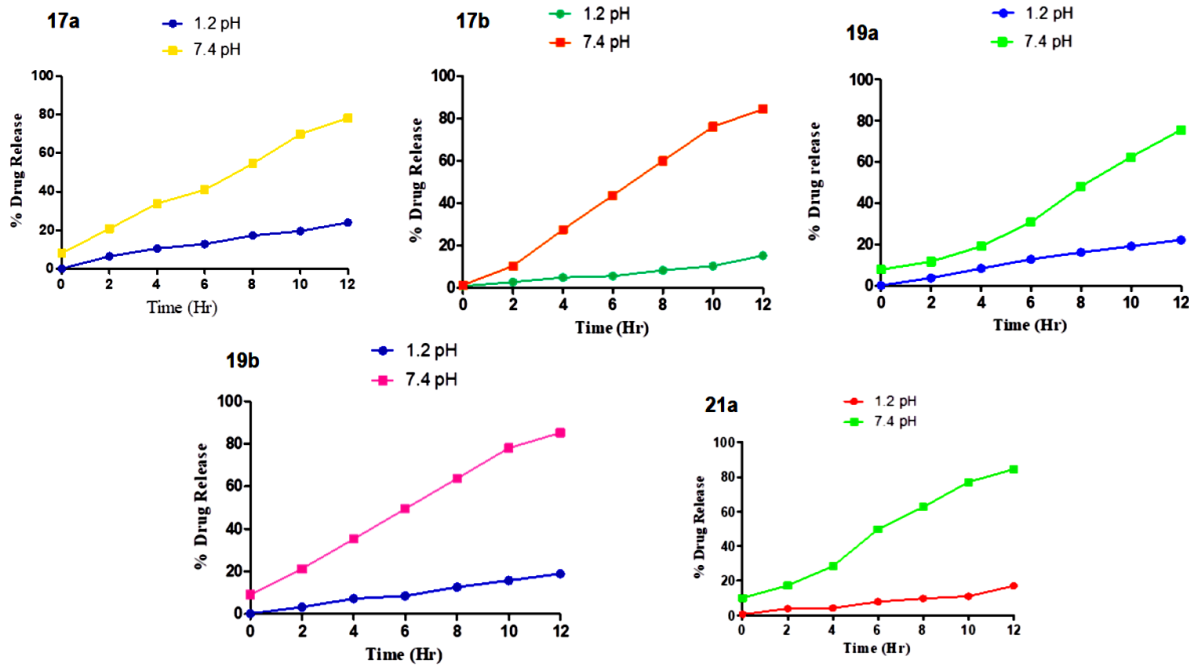 17a
1.2 pH
7.4 pH
% Drug Release
100
80
60
40
20
0
0 2 4 6 8 10 12
Time (Hr)
17b
1.2 pH
7.4 pH
% Drug Release
100
80
60
40
20
0
0 2 4 6 8 10 12
Time (Hr)
19a
1.2 pH
7.4 pH
% Drug release
100
80
60
40
20
0
0 2 4 6 8 10 12
Time (Hr)
19b
1.2 pH
7.4 pH
% Drug Release
100
80
60
40
20
0
0 2 4 6 8 10 12
Time (Hr)
21a
1.2 pH
7.4 pH
% Drug Release
100
80
60
40
20
0
0 2 4 6 8 10 12
Time (Hr)